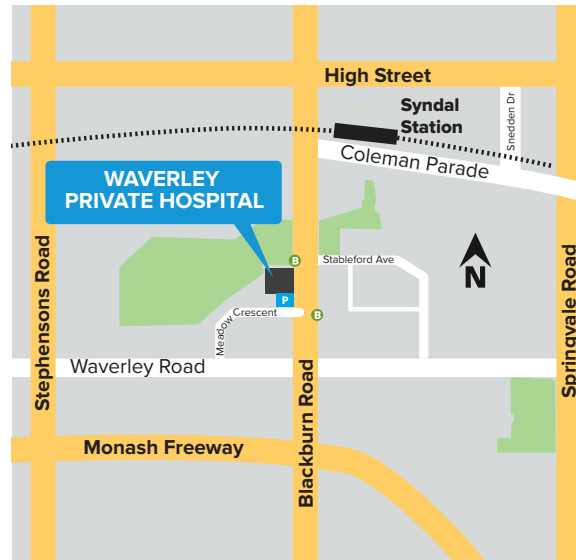 High Street
Syndal
Station
Snedden Dr
Coleman Parade
WAVERLEY
PRIVATE HOSPITAL
Stephensons Road
B
Stableford Ave
N
P
Meadow Crescent
B
Waverley Road
Blackburn Road
Springvale Road
Monash Freeway